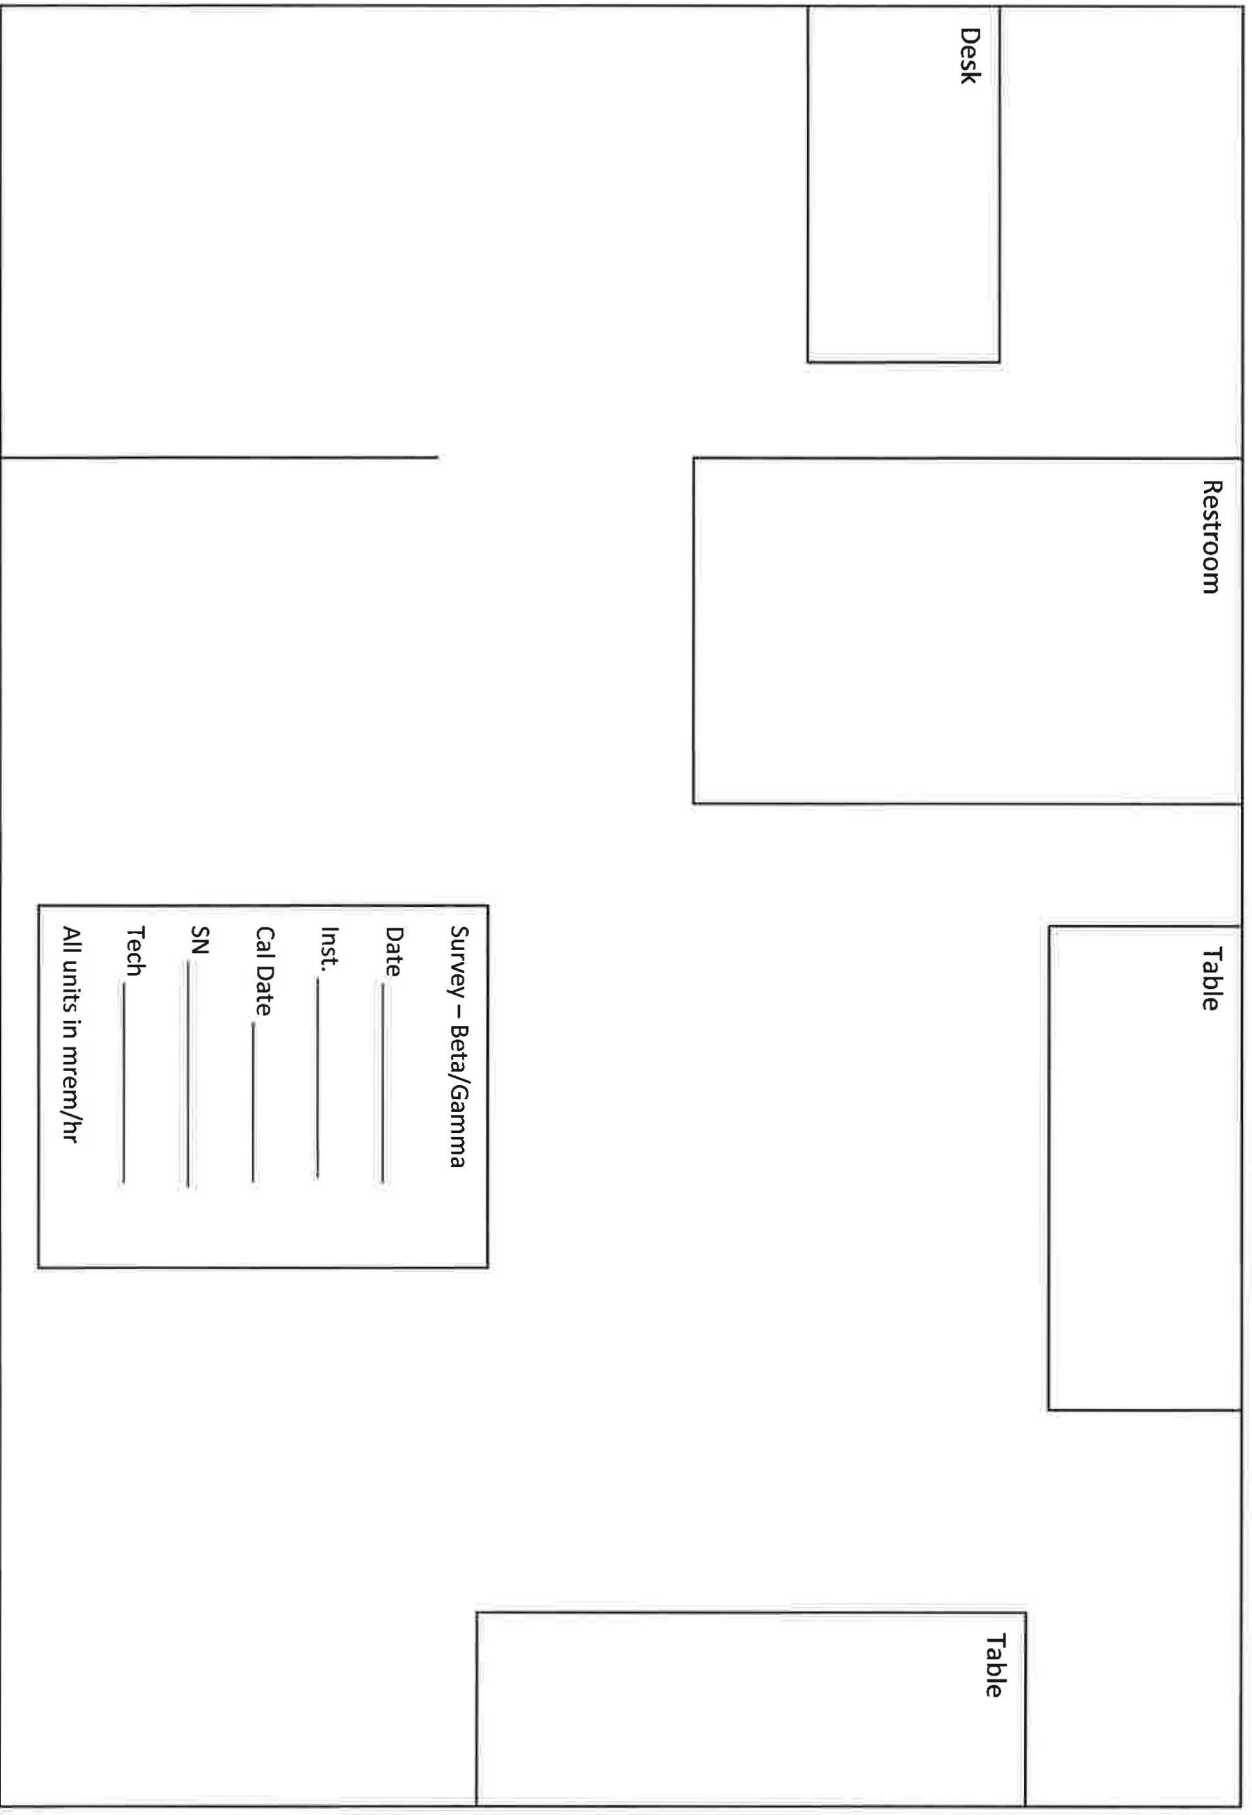 Restroom
Table
Desk
Table
Survey – Beta/Gamma
Date
Inst.
Cal Date
SN
Tech
All units in mrem/hr